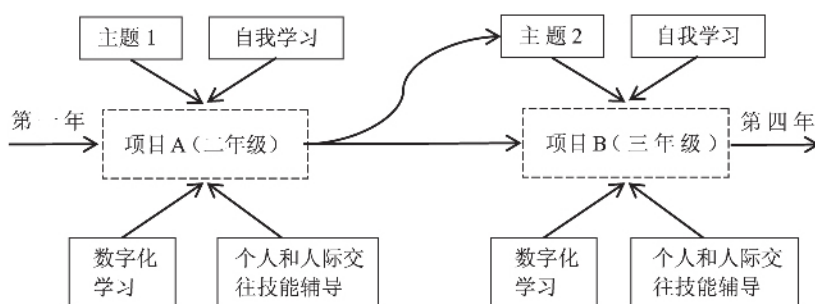 主题1
自我学习
主题2
自我学习
第一年
项目A(二年级)
项目B(三年级)
第四年
数字化
学习
个人和人际交
往技能辅导
数字化
学习
个人和人际交
往技能辅导